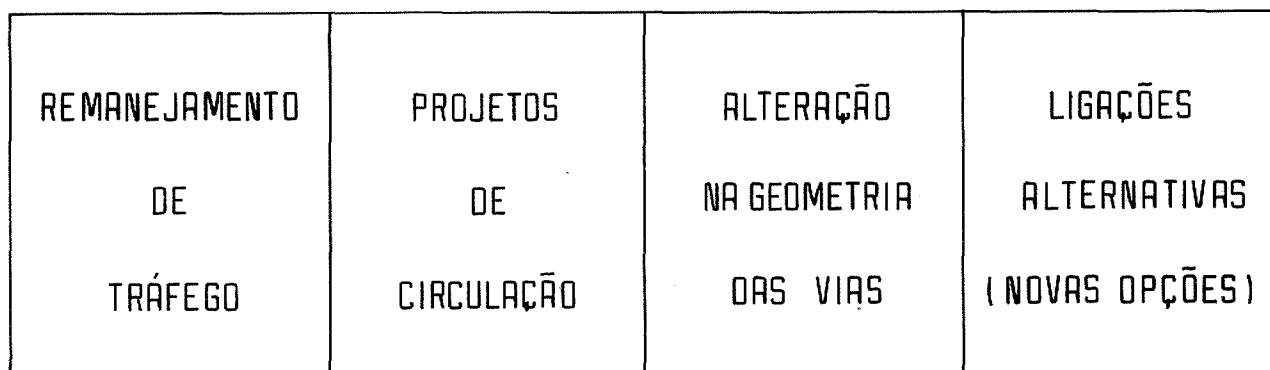 REMANEJAMENTO
DE
TRÁFEGO
PROJETOS
DE
CIRCULAÇÃO
ALTERAÇÃO
NA GEOMETRIA
DAS VIAS
LIGAÇÕES
ALTERNATIVAS
(NOVAS OPÇÕES)